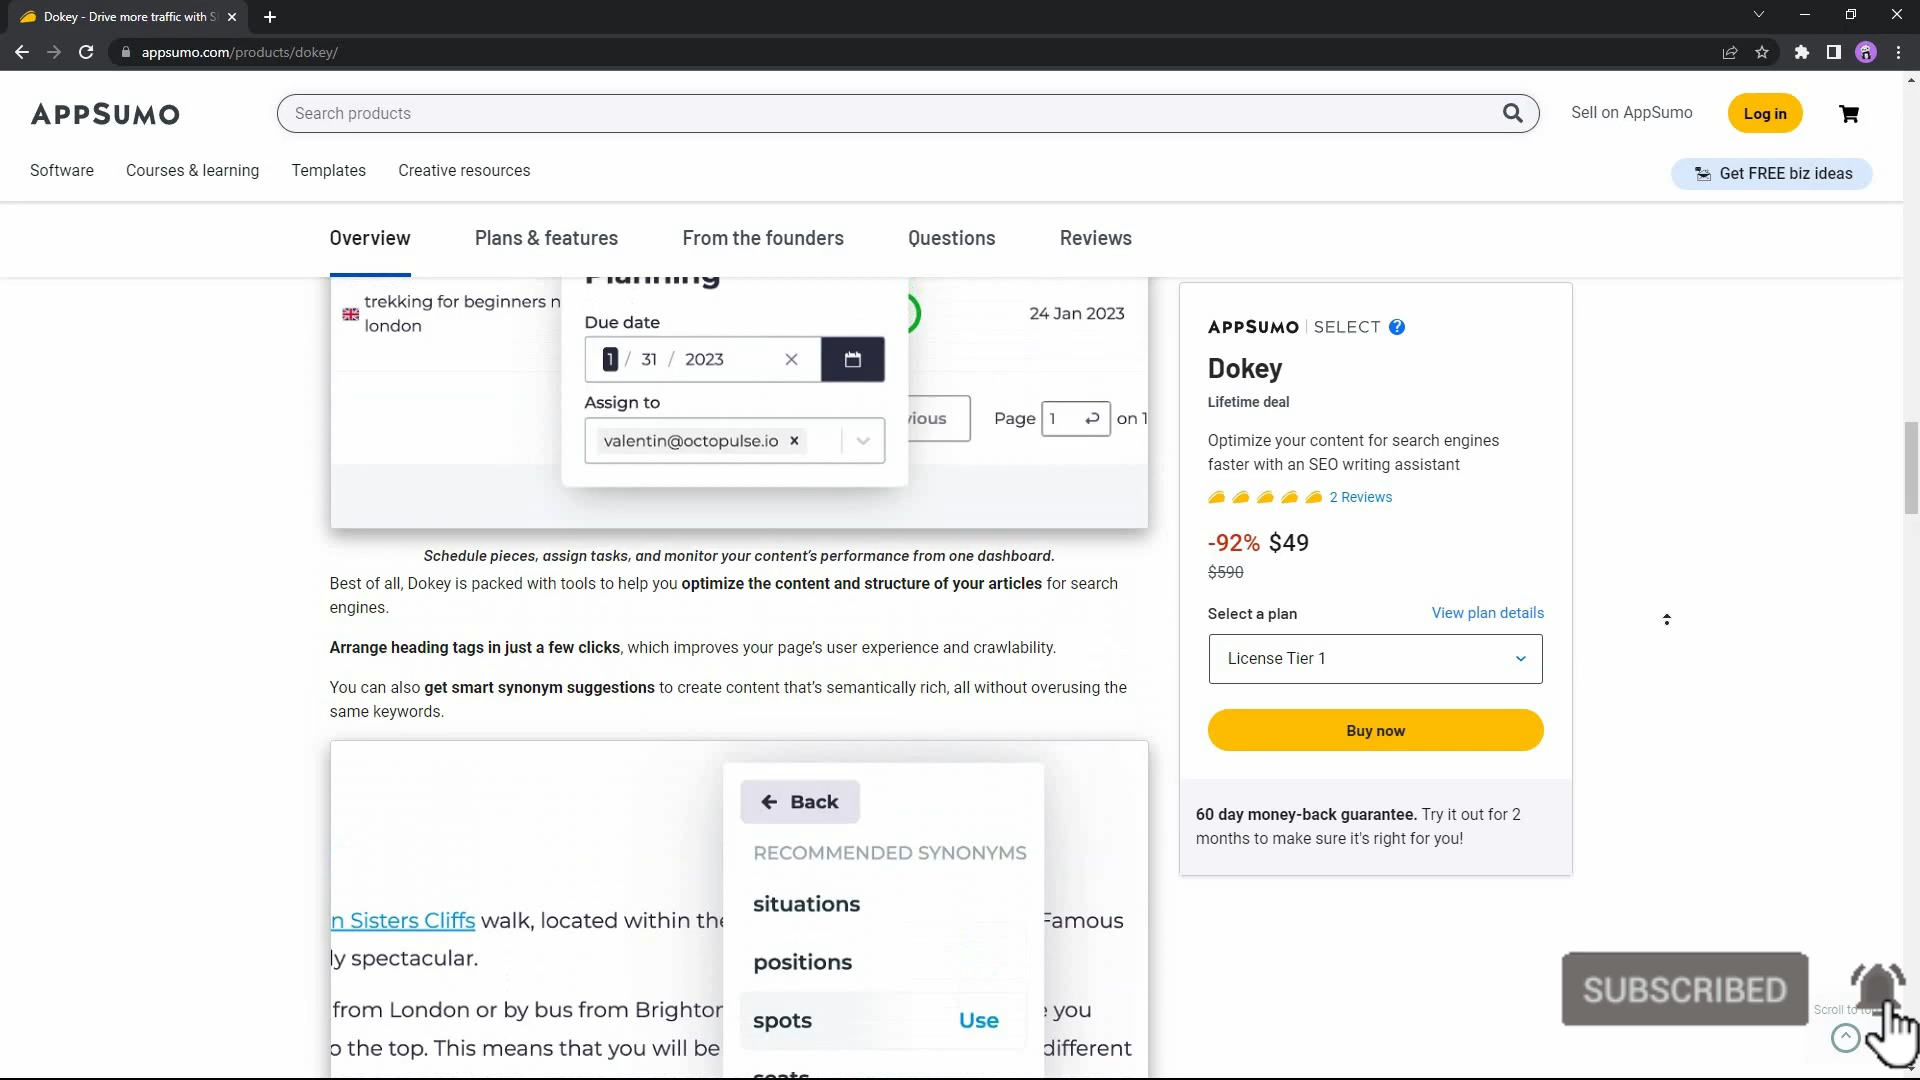 Dokey - Drive more traffic with S
appsumo.com/products/dokey/
APPSUMO
Search products
Sell on AppSumo
Log in
Software
Courses & learning
Templates
Creative resources
Get FREE biz ideas
Overview
Plans & features
From the founders
Questions
Reviews
Planning
trekking for beginners n
london
Due date
1 / 31 / 2023
24 Jan 2023
Assign to
valentin@octopulse.io
vious
Page 1 on 1
Schedule pieces, assign tasks, and monitor your content's performance from one dashboard.
Best of all, Dokey is packed with tools to help you optimize the content and structure of your articles for search
engines.
Arrange heading tags in just a few clicks, which improves your page's user experience and crawlability.
You can also get smart synonym suggestions to create content that's semantically rich, all without overusing the
same keywords.
Back
RECOMMENDED SYNONYMS
situations
positions
spots
Use
seats
n Sisters Cliffs walk, located within the
Famous
ly spectacular.
from London or by bus from Brighton
you
o the top. This means that you will be
different
APPSUMO | SELECT ?
Dokey
Lifetime deal
Optimize your content for search engines
faster with an SEO writing assistant
2 Reviews
-92% $49
$590
Select a plan
View plan details
License Tier 1
Buy now
60 day money-back guarantee. Try it out for 2
months to make sure it's right for you!
SUBSCRIBED
Scroll to top